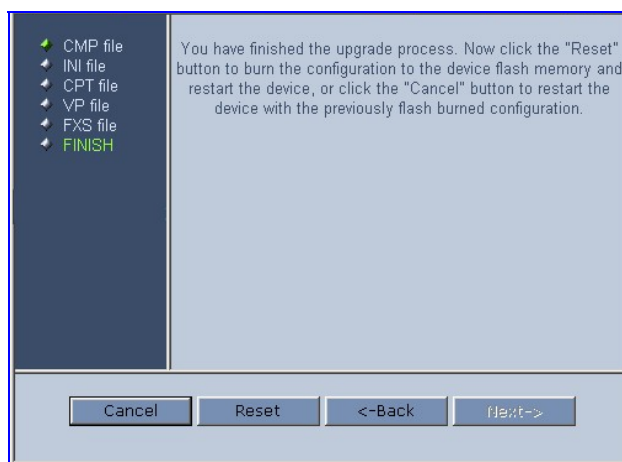 CMP file
INI file
CPT file
VP file
FXS file
FINISH
You have finished the upgrade process. Now click the "Reset"
button to burn the configuration to the device flash memory and
restart the device, or click the "Cancel" button to restart the
device with the previously flash burned configuration.
Cancel
Reset
<-Back
Next->